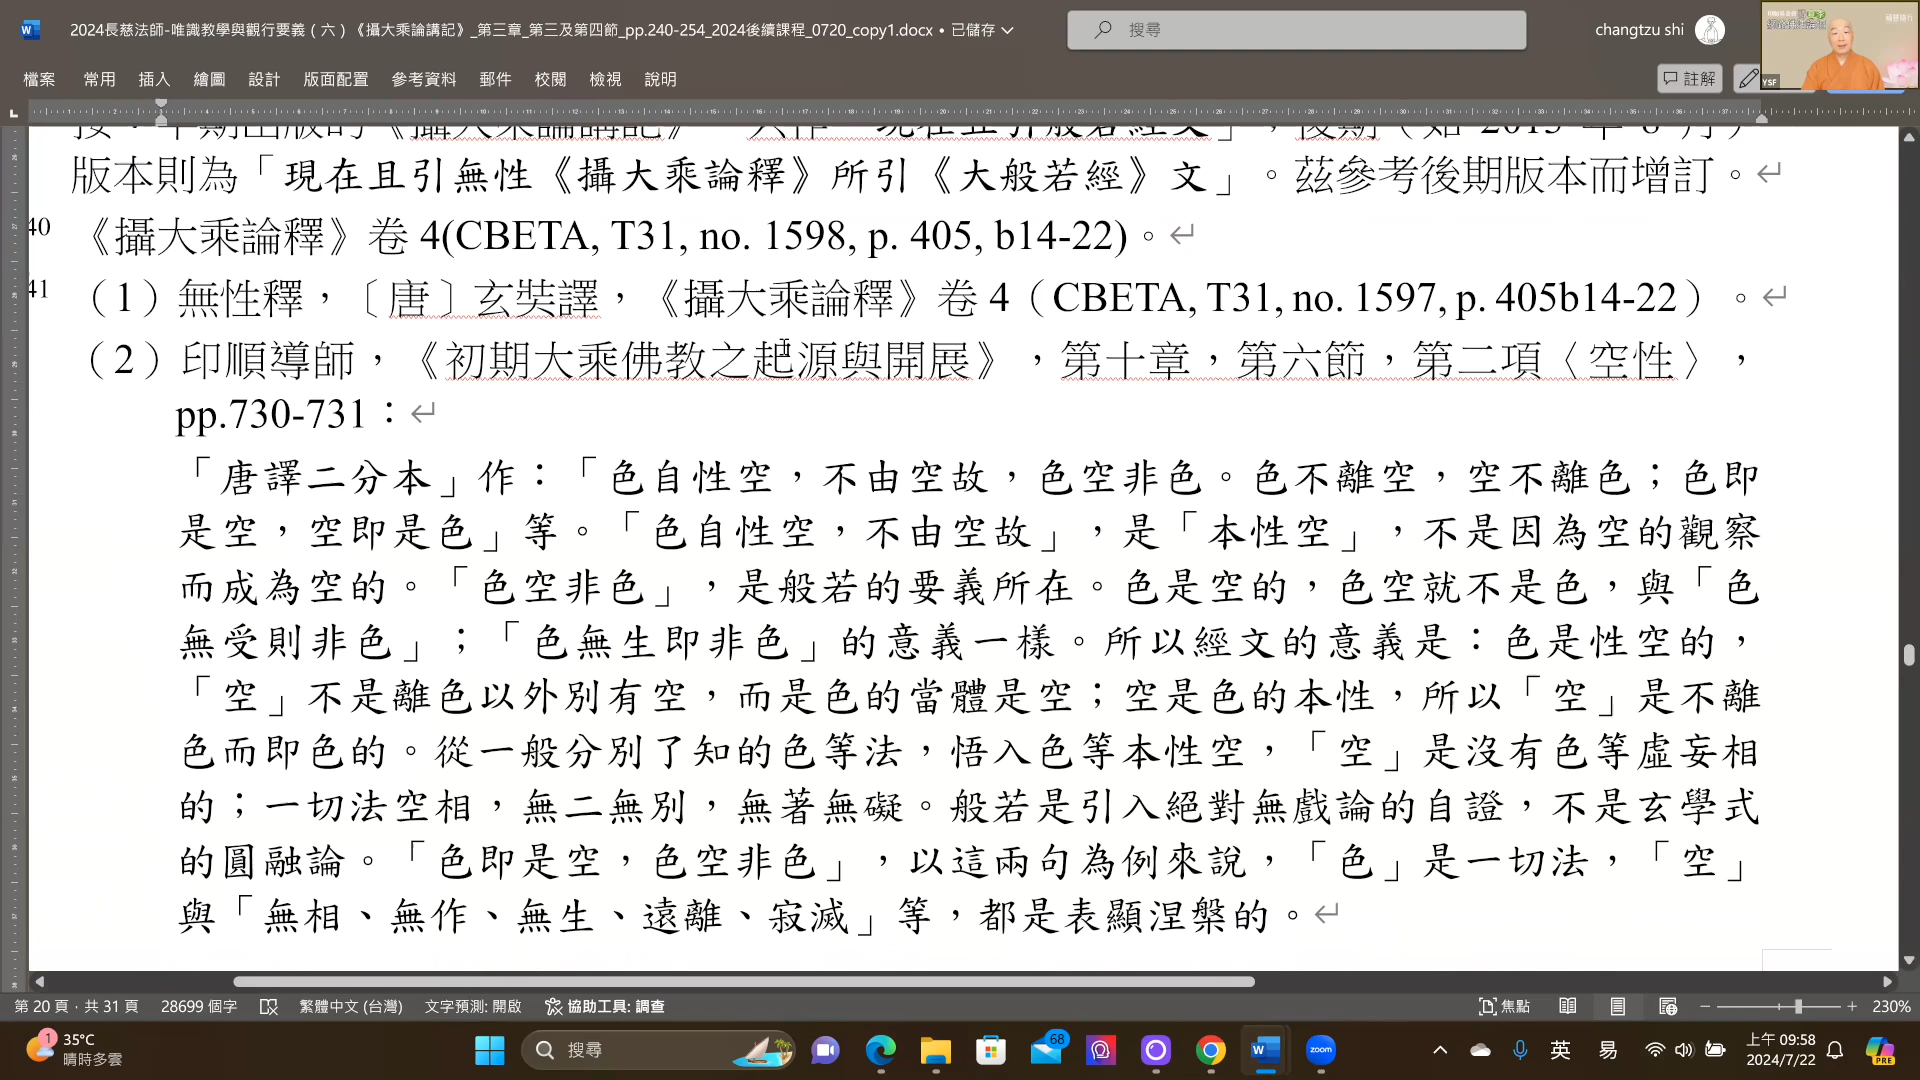 2024長慈法師-唯識教學與觀行要義（六）《攝大乘論講記》_第三章_第三及第四節_pp.240-254_2024後續課程_0720_copy1.docx • 已儲存
搜尋
changtzu shi
檔案 常用 插入 繪圖 設計 版面配置 參考資料 郵件 校閱 檢視 說明
註解
YSF
版本則為「現在且引無性《攝大乘論釋》所引《大般若經》文」。茲參考後期版本而增訂。
40 《攝大乘論釋》卷 4(CBETA, T31, no. 1598, p. 405, b14-22)。
41 （1）無性釋，〔唐〕玄奘譯，《攝大乘論釋》卷 4（CBETA, T31, no. 1597, p. 405b14-22）。
（2）印順導師，《初期大乘佛教之起源與開展》，第十章，第六節，第二項〈空性〉，
pp.730-731：
「唐譯二分本」作：「色自性空，不由空故，色空非色。色不離空，空不離色；色即
是空，空即是色」等。「色自性空，不由空故」，是「本性空」，不是因為空的觀察
而成為空的。「色空非色」，是般若的要義所在。色是空的，色空就不是色，與「色
無受則非色」；「色無生即非色」的意義一樣。所以經文的意義是：色是性空的，
「空」不是離色以外別有空，而是色的當體是空；空是色的本性，所以「空」是不離
色而即色的。從一般分別了知的色等法，悟入色等本性空，「空」是沒有色等虛妄相
的；一切法空相，無二無別，無著無礙。般若是引入絕對無戲論的自證，不是玄學式
的圓融論。「色即是空，色空非色」，以這兩句為例來說，「色」是一切法，「空」
與「無相、無作、無生、遠離、寂滅」等，都是表顯涅槃的。
第 20 頁，共 31 頁 28699 個字 繁體中文 (台灣) 文字預測: 開啟 協助工具: 調查 焦點 230%
35°C
晴時多雲
搜尋
68
zoom
英 易
上午 09:58
2024/7/22
PRE